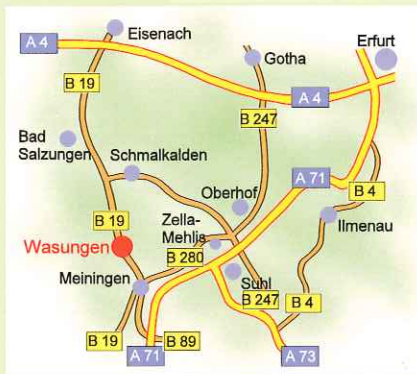 Eisenach
A 4
Erfurt
Gotha
B 19
A 4
B 247
Bad
Salzungen
Schmalkalden
A 71
B 4
Oberhof
B 19
Zella-
Mehlis
Ilmenau
Wasungen
B 280
Meiningen
Suhl
B 247
B 4
B 19
B 89
A 71
A 73